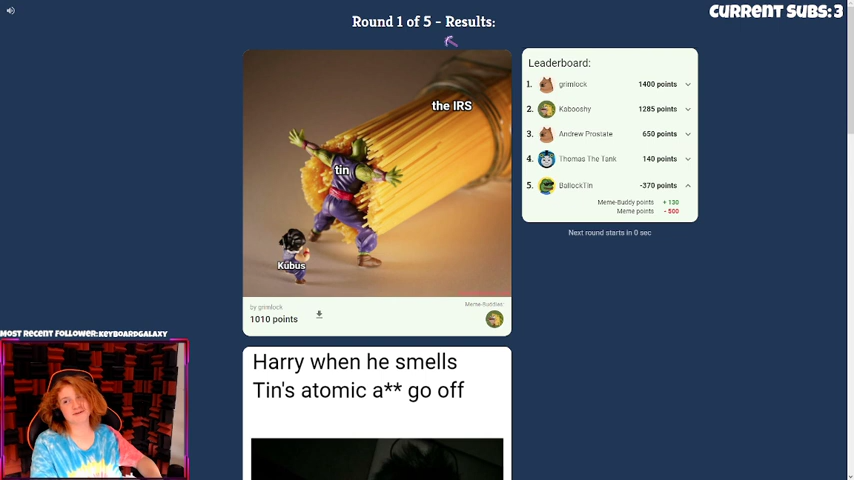 CURRENT SUBS: 3
Round 1 of 5 - Results:
the IRS
tin
Kubus
by grimlock
1010 points
Meme-Buddies:
Harry when he smells
Tin's atomic a** go off
Leaderboard:
1. grimlock 1400 points
2. Kabooshy 1285 points
3. Andrew Prostate 650 points
4. Thomas The Tank 140 points
5. BallockTin -370 points
Meme-Buddy points + 130
Meme points - 500
Next round starts in 0 sec
MOST RECENT FOLLOWER: KEYBOARDGALAXY